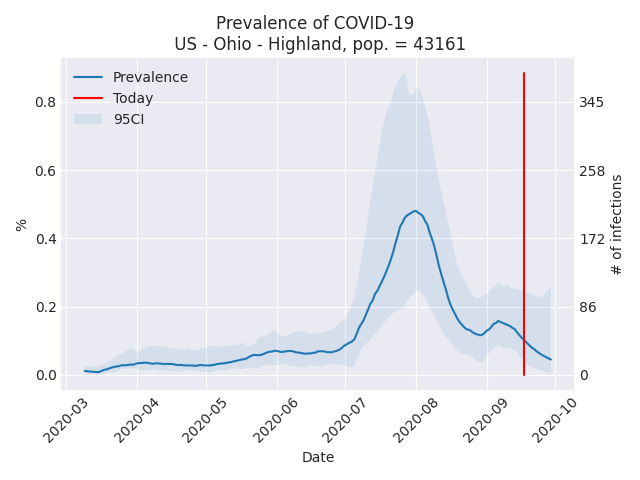 Prevalence of COVID-19
US - Ohio - Highland, pop. = 43161
Prevalence
Today
95CI
%
0.8
0.6
0.4
0.2
0.0
345
258
172
86
0
# of infections
2020-03
2020-04
2020-05
2020-06
2020-07
2020-08
2020-09
2020-10
Date